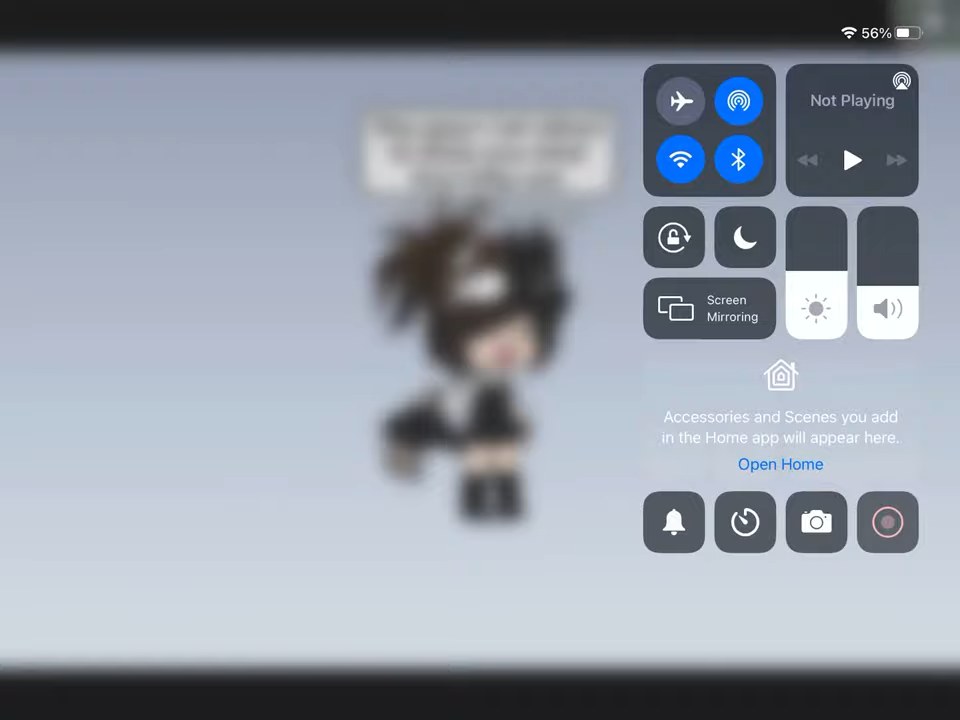 56%
Not Playing
Screen
Mirroring
Accessories and Scenes you add
in the Home app will appear here.
Open Home